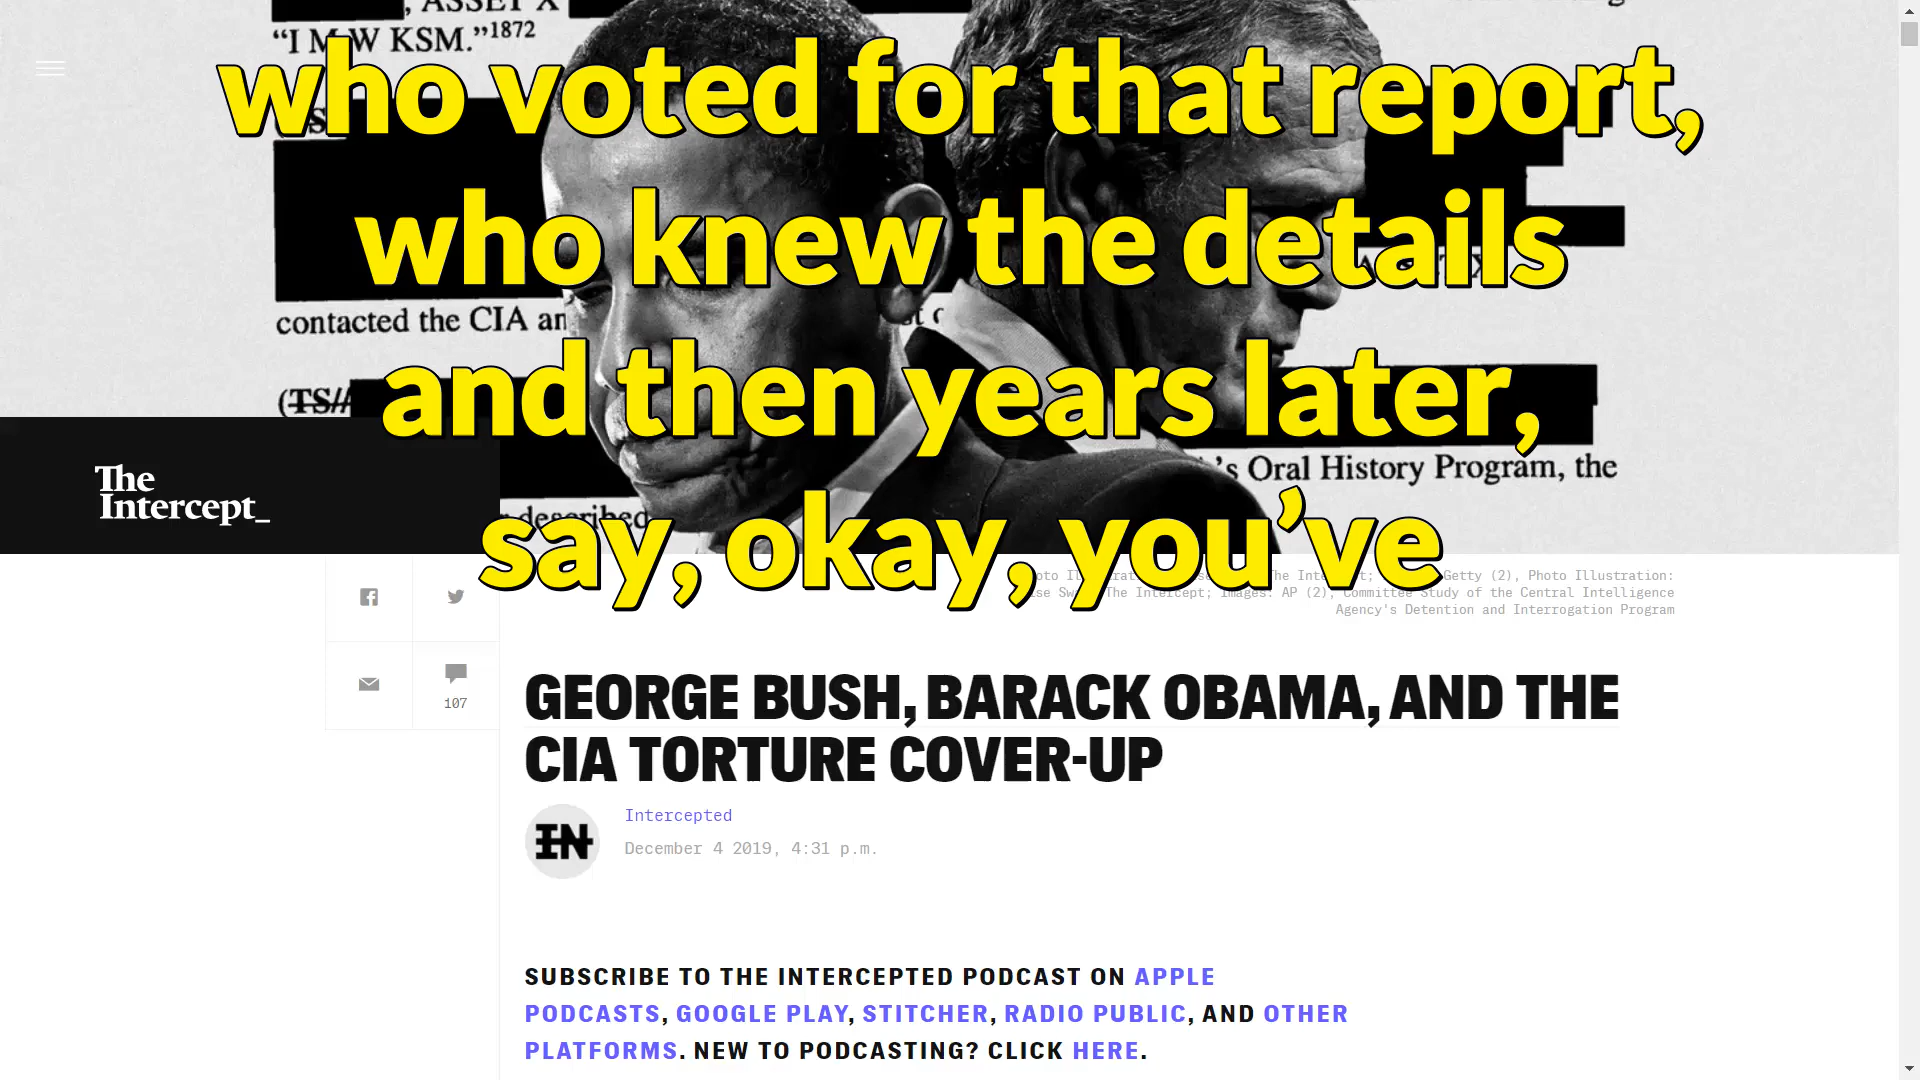 , ASSET X
“I M W KSM.”1872
who voted for that report,
who knew the details
and then years later,
say, okay, you’ve
contacted the CIA an
(TS//
’s Oral History Program, the
described
The
Intercept_
Getty (2), Photo Illustration:
The Intercept; Images: AP (2), Committee Study of the Central Intelligence
Agency's Detention and Interrogation Program
107
GEORGE BUSH, BARACK OBAMA, AND THE
CIA TORTURE COVER-UP
IN
Intercepted
December 4 2019, 4:31 p.m.
SUBSCRIBE TO THE INTERCEPTED PODCAST ON APPLE
PODCASTS, GOOGLE PLAY, STITCHER, RADIO PUBLIC, AND OTHER
PLATFORMS. NEW TO PODCASTING? CLICK HERE.